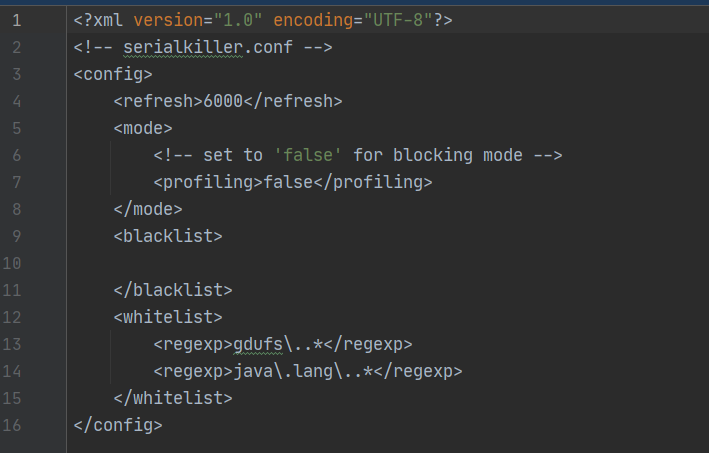 1 <?xml version="1.0" encoding="UTF-8"?>
2 <!-- serialkiller.conf -->
3 <config>
4     <refresh>6000</refresh>
5     <mode>
6         <!-- set to 'false' for blocking mode -->
7         <profiling>false</profiling>
8     </mode>
9     <blacklist>
10
11     </blacklist>
12     <whitelist>
13         <regexp>gdufs\..*</regexp>
14         <regexp>java\.lang\..*</regexp>
15     </whitelist>
16 </config>